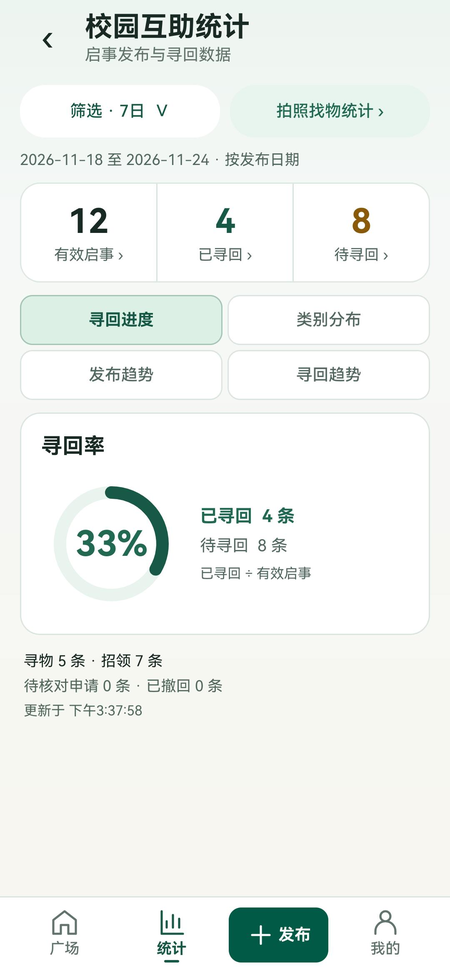 校园互助统计
启事发布与寻回数据
筛选 · 7日 V
拍照找物统计 ›
2026-11-18 至 2026-11-24 · 按发布日期
12
有效启事 ›
4
已寻回 ›
8
待寻回 ›
寻回进度
类别分布
发布趋势
寻回趋势
寻回率
33%
已寻回 4 条
待寻回 8 条
已寻回 ÷ 有效启事
寻物 5 条 · 招领 7 条
待核对申请 0 条 · 已撤回 0 条
更新于 下午3:37:58
广场
统计
发布
我的